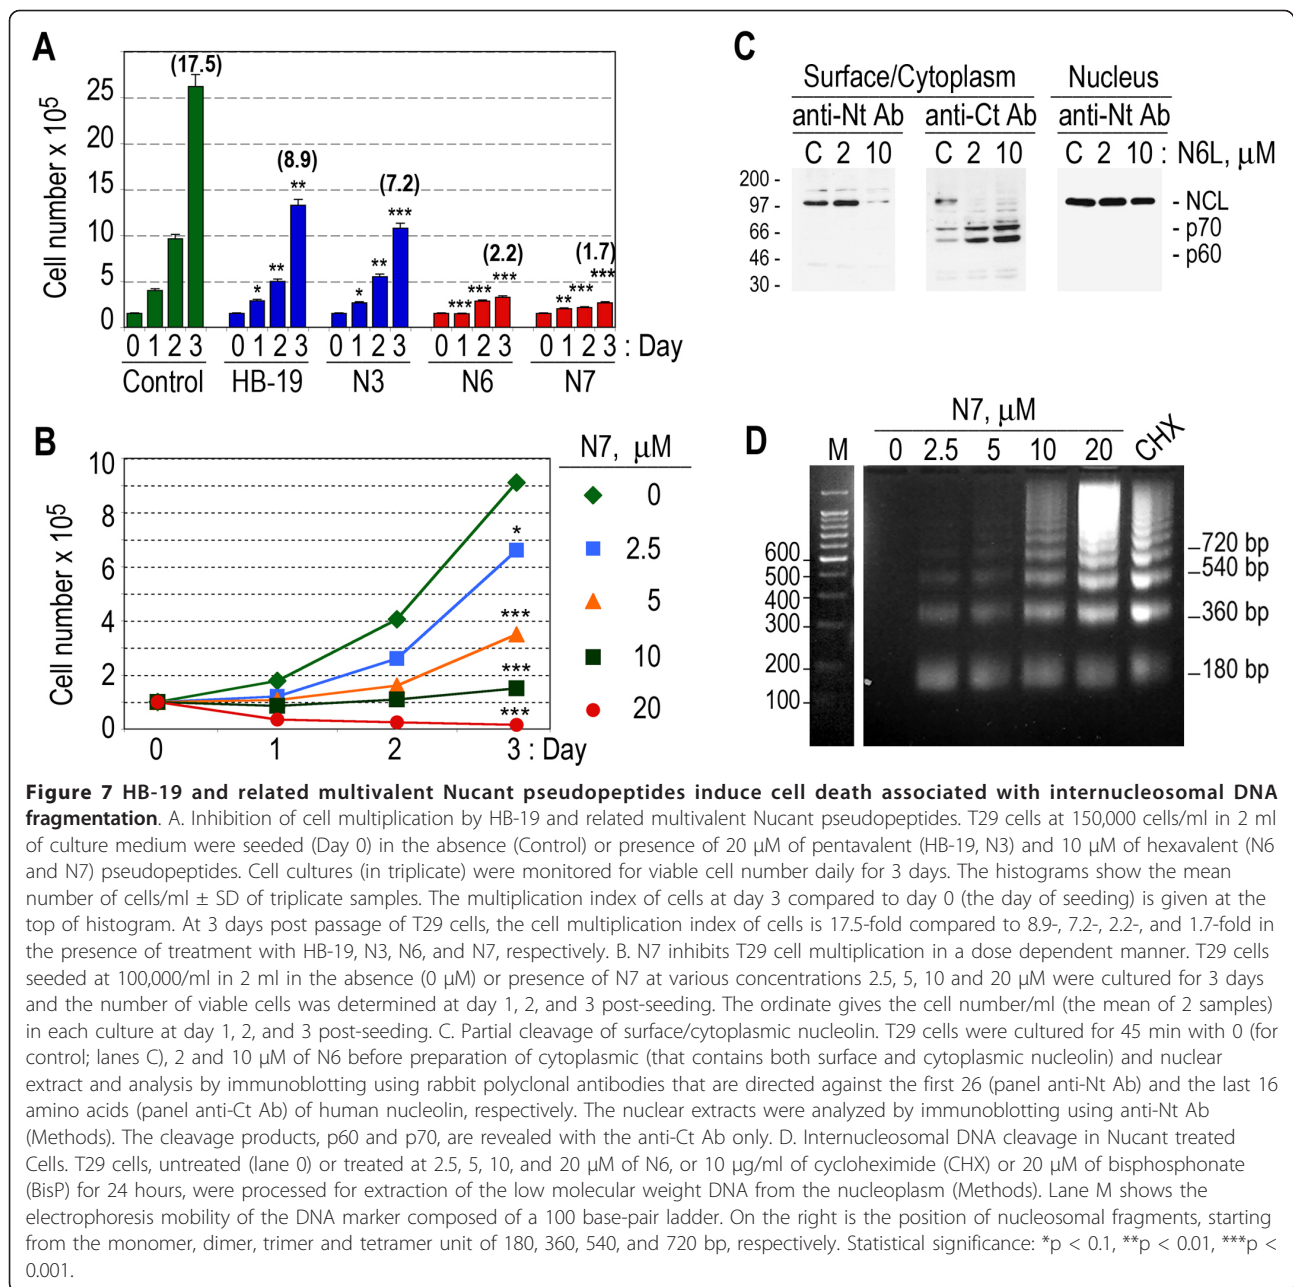 A
Cell number x 10⁵
25
20
15
10
5
0
(17.5)
(8.9)
(7.2)
(2.2)
(1.7)
* ** **
* ** ***
*** *** ***
** *** ***
0 1 2 3 0 1 2 3 0 1 2 3 0 1 2 3 0 1 2 3 : Day
Control HB-19 N3 N6 N7
B
Cell number x 10⁵
10
8
6
4
2
0
*
***
***
***
0 1 2 3 : Day
N7, µM
0
2.5
5
10
20
C
Surface/Cytoplasm Nucleus
anti-Nt Ab anti-Ct Ab anti-Nt Ab
C 2 10 C 2 10 C 2 10 : N6L, µM
200 -
97 -
66 -
46 -
30 -
- NCL
- p70
- p60
D
N7, µM
M 0 2.5 5 10 20 CHX
600
500
400
300
200
100
720 bp
540 bp
360 bp
180 bp
Figure 7 HB-19 and related multivalent Nucant pseudopeptides induce cell death associated with internucleosomal DNA
fragmentation. A. Inhibition of cell multiplication by HB-19 and related multivalent Nucant pseudopeptides. T29 cells at 150,000 cells/ml in 2 ml
of culture medium were seeded (Day 0) in the absence (Control) or presence of 20 µM of pentavalent (HB-19, N3) and 10 µM of hexavalent (N6
and N7) pseudopeptides. Cell cultures (in triplicate) were monitored for viable cell number daily for 3 days. The histograms show the mean
number of cells/ml ± SD of triplicate samples. The multiplication index of cells at day 3 compared to day 0 (the day of seeding) is given at the
top of histogram. At 3 days post passage of T29 cells, the cell multiplication index of cells is 17.5-fold compared to 8.9-, 7.2-, 2.2-, and 1.7-fold in
the presence of treatment with HB-19, N3, N6, and N7, respectively. B. N7 inhibits T29 cell multiplication in a dose dependent manner. T29 cells
seeded at 100,000/ml in 2 ml in the absence (0 µM) or presence of N7 at various concentrations 2.5, 5, 10 and 20 µM were cultured for 3 days
and the number of viable cells was determined at day 1, 2, and 3 post-seeding. The ordinate gives the cell number/ml (the mean of 2 samples)
in each culture at day 1, 2, and 3 post-seeding. C. Partial cleavage of surface/cytoplasmic nucleolin. T29 cells were cultured for 45 min with 0 (for
control; lanes C), 2 and 10 µM of N6 before preparation of cytoplasmic (that contains both surface and cytoplasmic nucleolin) and nuclear
extract and analysis by immunoblotting using rabbit polyclonal antibodies that are directed against the first 26 (panel anti-Nt Ab) and the last 16
amino acids (panel anti-Ct Ab) of human nucleolin, respectively. The nuclear extracts were analyzed by immunoblotting using anti-Nt Ab
(Methods). The cleavage products, p60 and p70, are revealed with the anti-Ct Ab only. D. Internucleosomal DNA cleavage in Nucant treated
Cells. T29 cells, untreated (lane 0) or treated at 2.5, 5, 10, and 20 µM of N6, or 10 µg/ml of cycloheximide (CHX) or 20 µM of bisphosphonate
(BisP) for 24 hours, were processed for extraction of the low molecular weight DNA from the nucleoplasm (Methods). Lane M shows the
electrophoresis mobility of the DNA marker composed of a 100 base-pair ladder. On the right is the position of nucleosomal fragments, starting
from the monomer, dimer, trimer and tetramer unit of 180, 360, 540, and 720 bp, respectively. Statistical significance: *p < 0.1, **p < 0.01, ***p <
0.001.